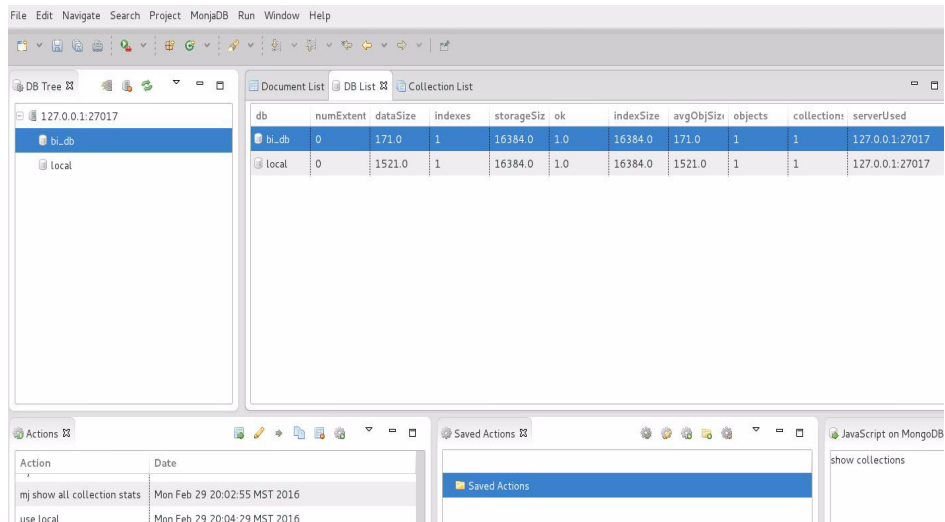 File Edit Navigate Search Project MonjaDB Run Window Help
DB Tree
Document List DB List Collection List
127.0.0.1:27017
bi_db
local
db numExtent dataSize indexes storageSiz ok indexSize avgObjSiz objects collection: serverUsed
bi_db 0 171.0 1 16384.0 1.0 16384.0 171.0 1 1 127.0.0.1:27017
local 0 1521.0 1 16384.0 1.0 16384.0 1521.0 1 1 127.0.0.1:27017
Actions
Action Date
mj show all collection stats Mon Feb 29 20:02:55 MST 2016
use local Mon Feb 29 20:04:29 MST 2016
Saved Actions
Saved Actions
JavaScript on MongoDB
show collections